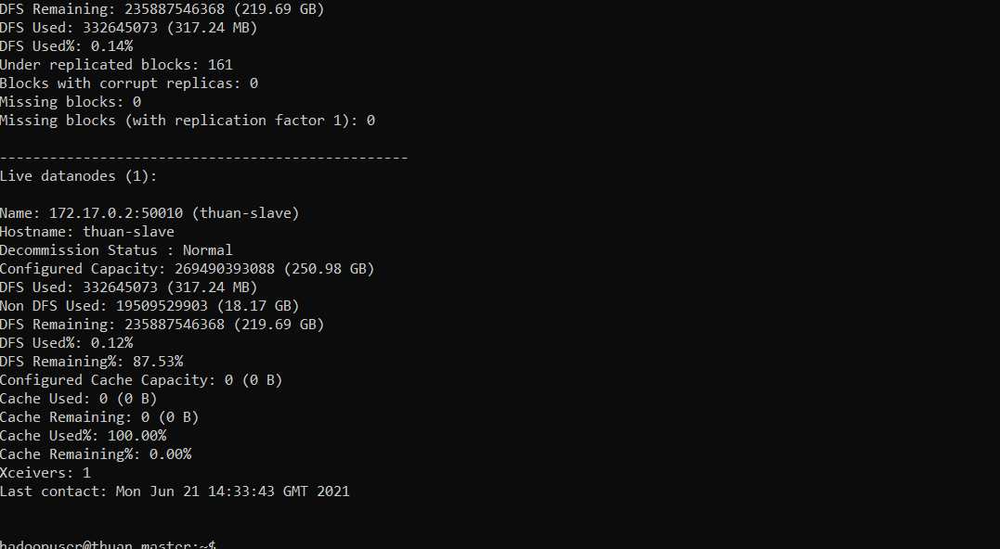 DFS Remaining: 235887546368 (219.69 GB)
DFS Used: 332645073 (317.24 MB)
DFS Used%: 0.14%
Under replicated blocks: 161
Blocks with corrupt replicas: 0
Missing blocks: 0
Missing blocks (with replication factor 1): 0
-------------------------------------------------
Live datanodes (1):
Name: 172.17.0.2:50010 (thuan-slave)
Hostname: thuan-slave
Decommission Status : Normal
Configured Capacity: 269490393088 (250.98 GB)
DFS Used: 332645073 (317.24 MB)
Non DFS Used: 19509529903 (18.17 GB)
DFS Remaining: 235887546368 (219.69 GB)
DFS Used%: 0.12%
DFS Remaining%: 87.53%
Configured Cache Capacity: 0 (0 B)
Cache Used: 0 (0 B)
Cache Remaining: 0 (0 B)
Cache Used%: 100.00%
Cache Remaining%: 0.00%
Xceivers: 1
Last contact: Mon Jun 21 14:33:43 GMT 2021
hadoopuser@thuan-master:~$